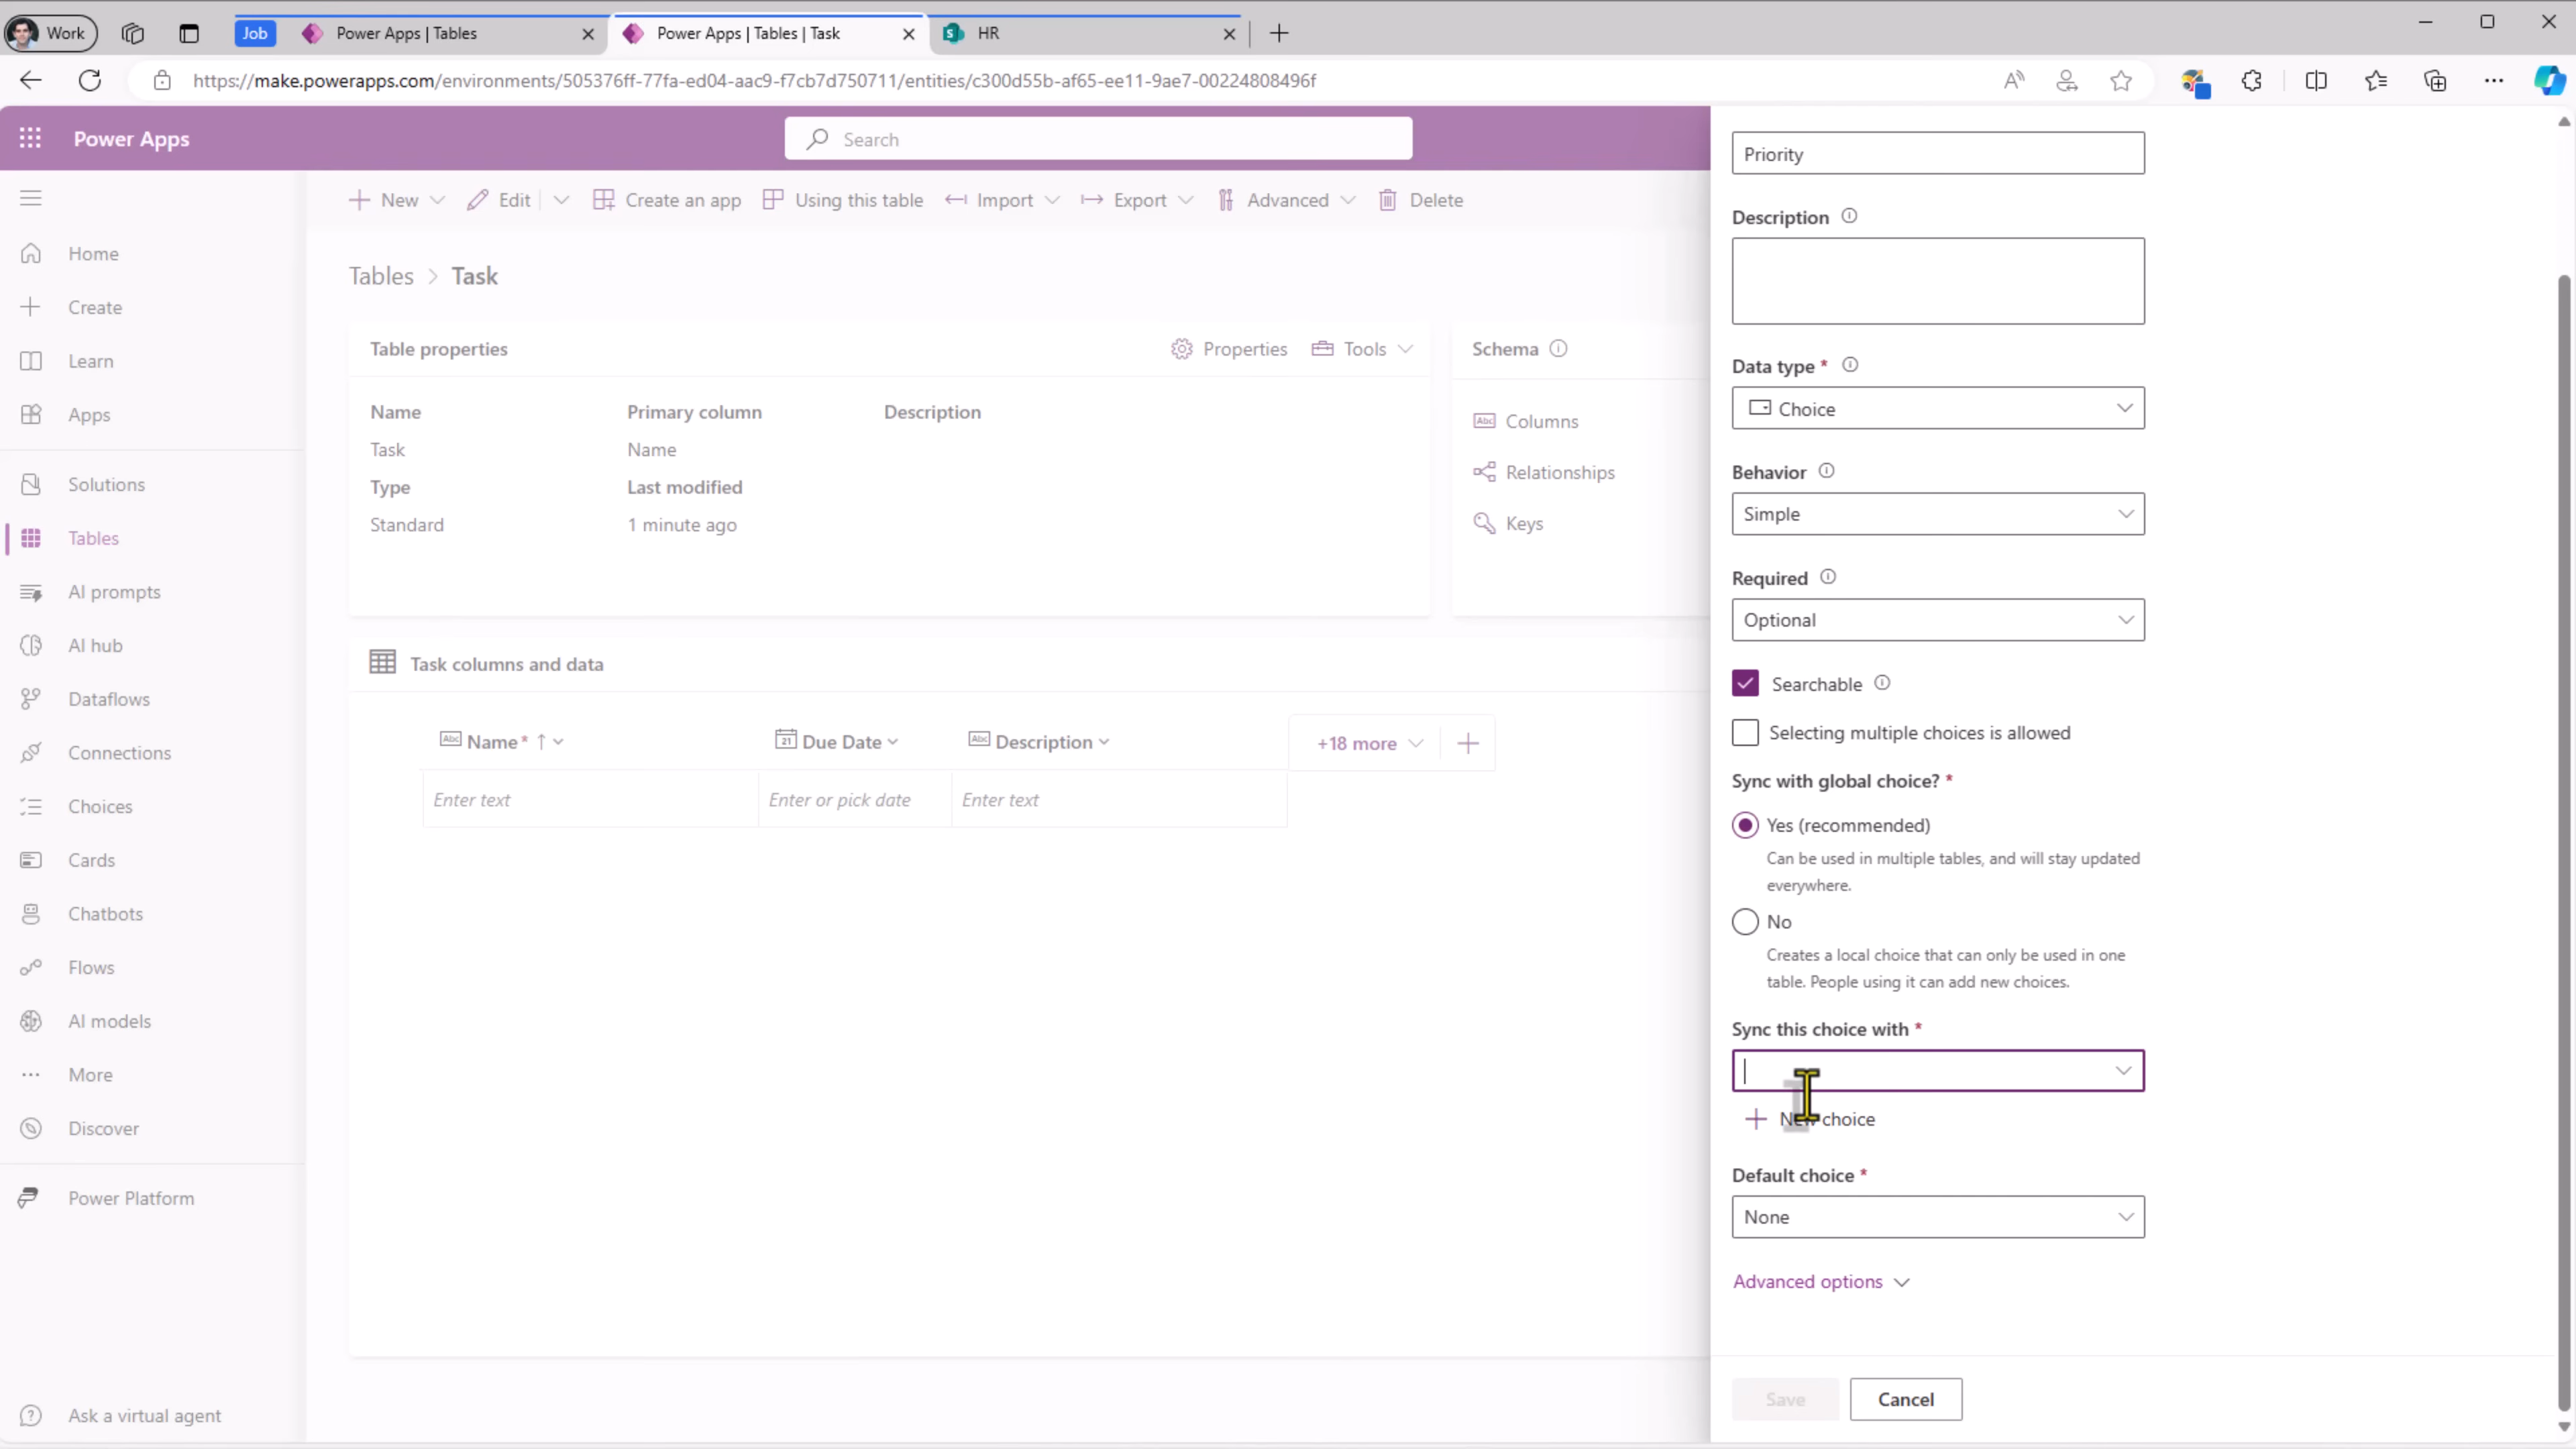 Work
Job
Power Apps | Tables
Power Apps | Tables | Task
HR
https://make.powerapps.com/environments/505376ff-77fa-ed04-aac9-f7cb7d750711/entities/c300d55b-af65-ee11-9ae7-00224808496f
Power Apps
Search
New
Edit
Create an app
Using this table
Import
Export
Advanced
Delete
Home
Create
Learn
Apps
Solutions
Tables
AI prompts
AI hub
Dataflows
Connections
Choices
Cards
Chatbots
Flows
AI models
More
Discover
Power Platform
Ask a virtual agent
Tables > Task
Table properties
Properties
Tools
Name
Primary column
Description
Task
Name
Type
Last modified
Standard
1 minute ago
Schema
Columns
Relationships
Keys
Task columns and data
Name *
Due Date
Description
+18 more
Enter text
Enter or pick date
Enter text
Priority
Description
Data type *
Choice
Behavior
Simple
Required
Optional
Searchable
Selecting multiple choices is allowed
Sync with global choice? *
Yes (recommended)
Can be used in multiple tables, and will stay updated
everywhere.
No
Creates a local choice that can only be used in one
table. People using it can add new choices.
Sync this choice with *
New choice
Default choice *
None
Advanced options
Save
Cancel